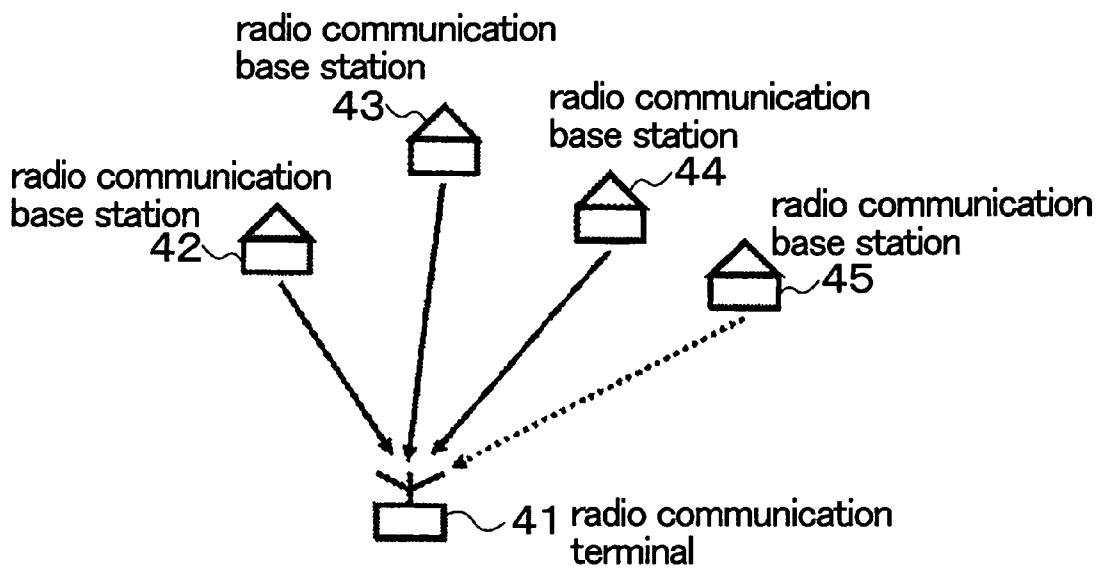 radio communication
base station
43
radio communication
base station
44
radio communication
base station
42
radio communication
base station
45
41 radio communication
terminal